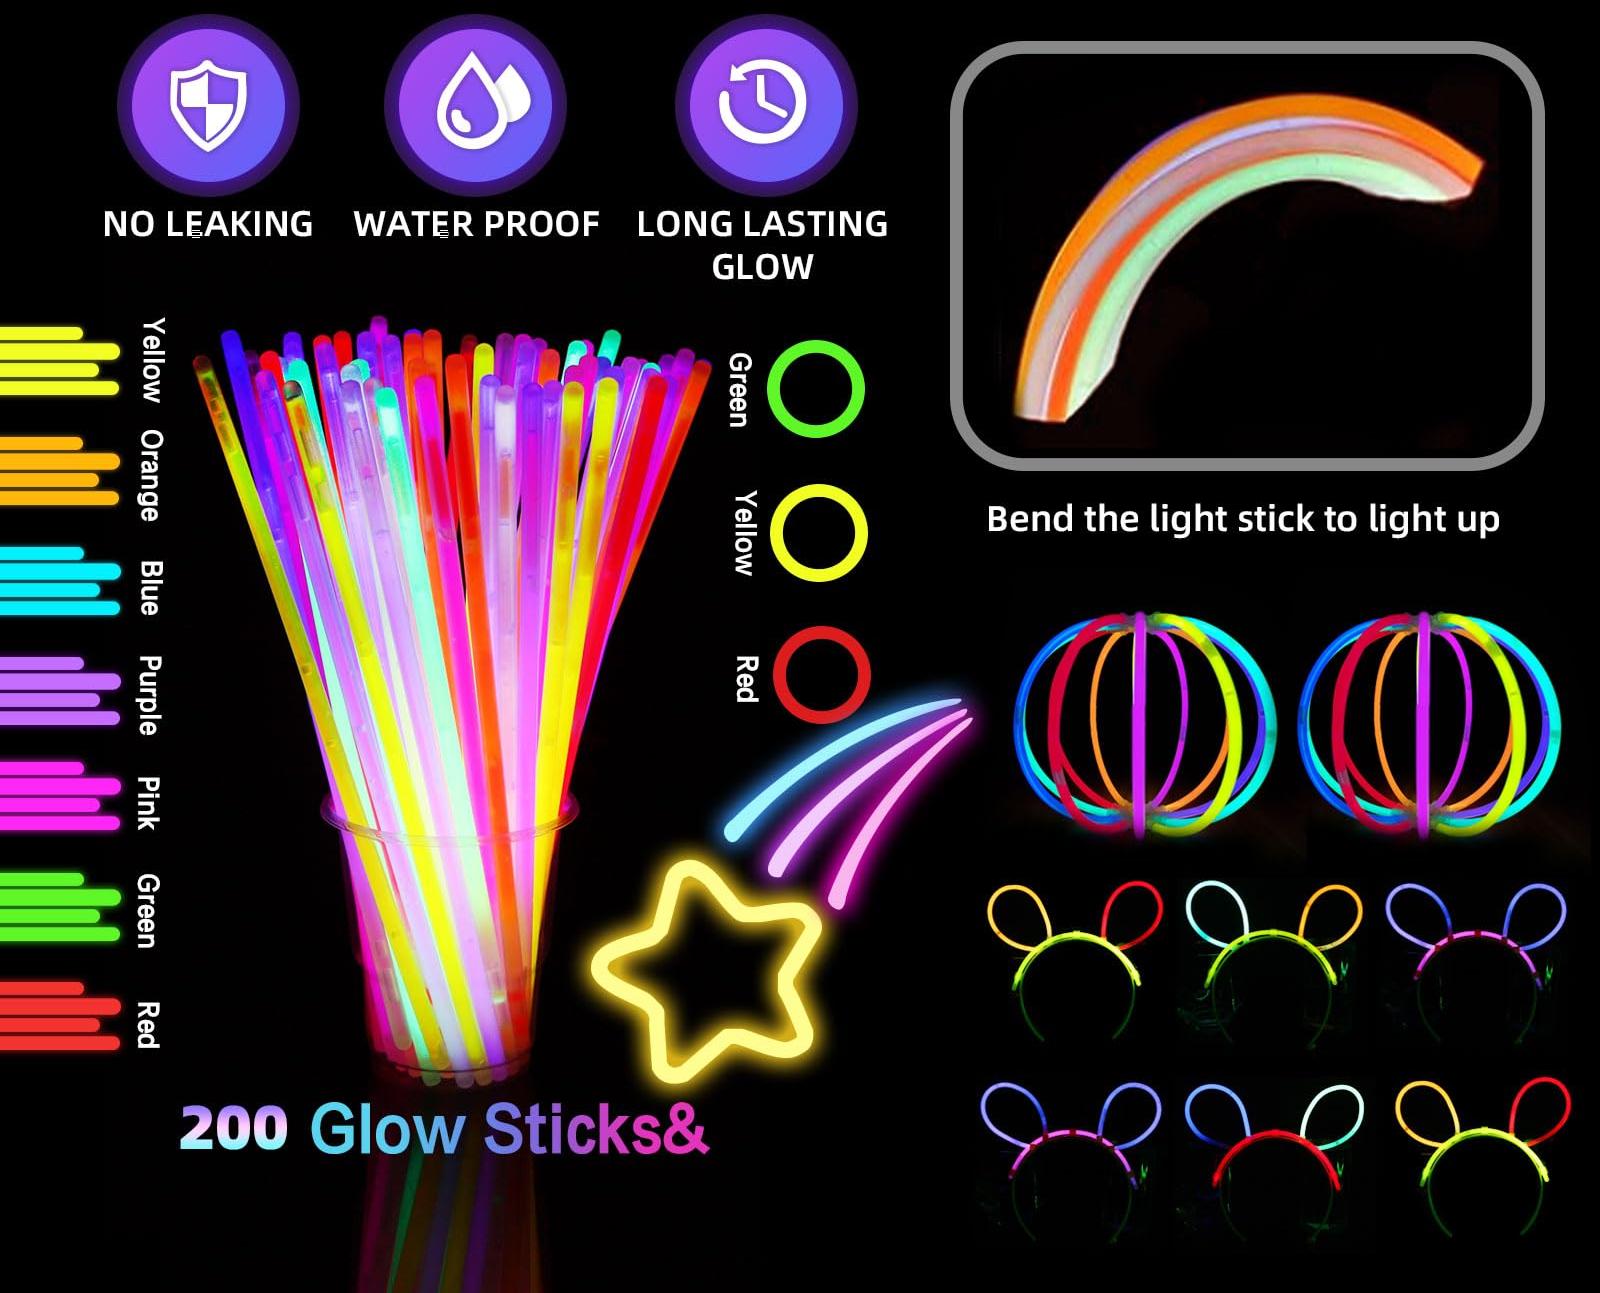 NO LEAKING
WATER PROOF
LONG LASTING
GLOW
Yellow
Orange
Blue
Purple
Pink
Green
Red
Green
Yellow
Red
Bend the light stick to light up
200 Glow Sticks&